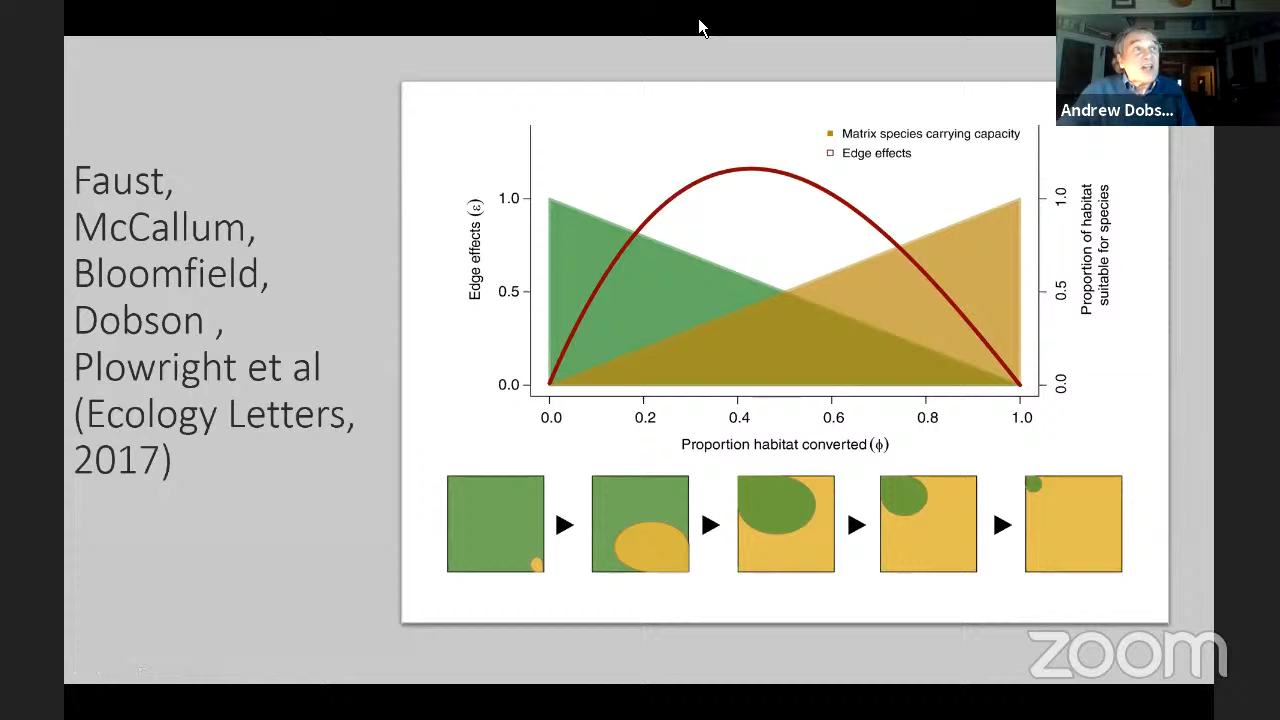 Faust,
McCallum,
Bloomfield,
Dobson ,
Plowright et al
(Ecology Letters,
2017)
Matrix species carrying capacity
Edge effects
Edge effects (ε)
1.0
0.5
0.0
1.0
0.5
0.0
Proportion of habitat
suitable for species
0.0 0.2 0.4 0.6 0.8 1.0
Proportion habitat converted (ϕ)
Andrew Dobs...
zoom